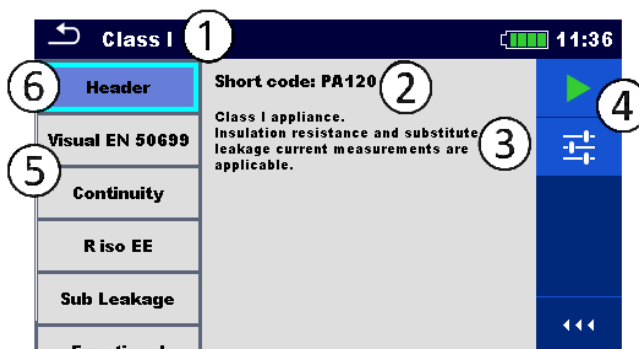 Class I
1
11:36
6
Header
Short code: PA120
2
4
Class I appliance.
Insulation resistance and substitute
leakage current measurements are
applicable.
3
Visual EN 50699
5
Continuity
R iso EE
Sub Leakage